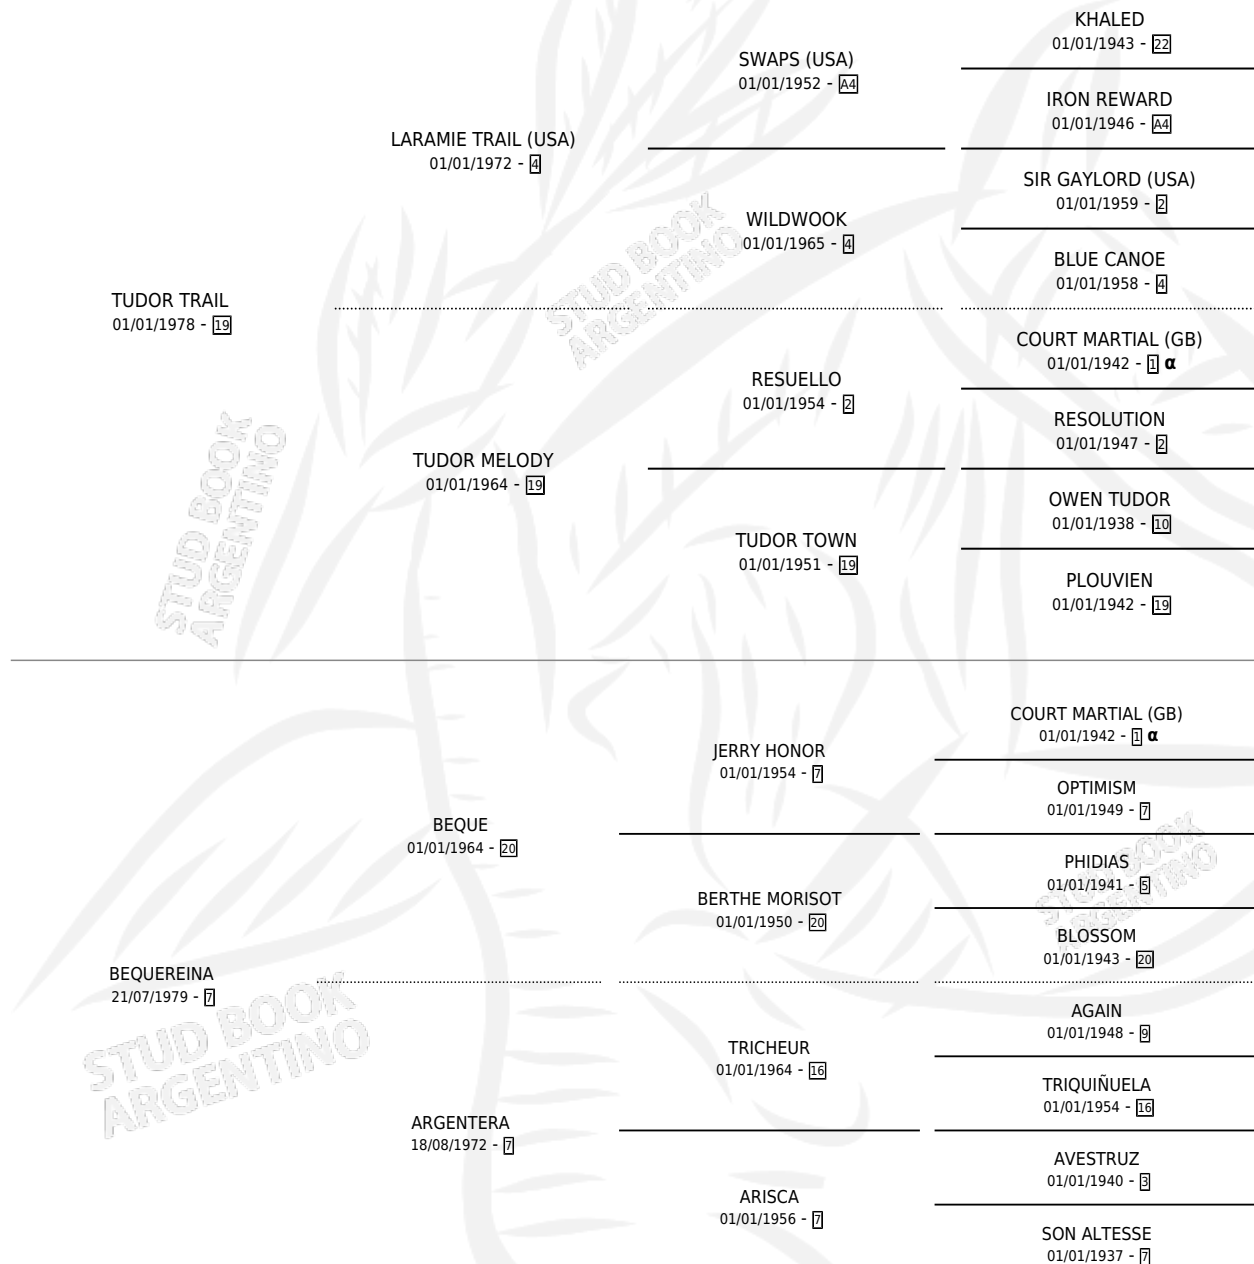 KHALED
01/01/1943 - 22
SWAPS (USA)
01/01/1952 - A4
IRON REWARD
01/01/1946 - A4
LARAMIE TRAIL (USA)
01/01/1972 - 4
SIR GAYLORD (USA)
01/01/1959 - 2
WILDWOOK
01/01/1965 - 4
BLUE CANOE
01/01/1958 - 4
TUDOR TRAIL
01/01/1978 - 19
STUD BOOK
ARGENTINO
COURT MARTIAL (GB)
01/01/1942 - 1 α
RESUELLO
01/01/1954 - 2
RESOLUTION
01/01/1947 - 2
TUDOR MELODY
01/01/1964 - 19
OWEN TUDOR
01/01/1938 - 10
TUDOR TOWN
01/01/1951 - 19
PLOUVIEN
01/01/1942 - 19
STUD BOOK
ARGENTINO
COURT MARTIAL (GB)
01/01/1942 - 1 α
JERRY HONOR
01/01/1954 - 7
OPTIMISM
01/01/1949 - 7
BEQUE
01/01/1964 - 20
PHIDIAS
01/01/1941 - 5
BERTHE MORISOT
01/01/1950 - 20
BLOSSOM
01/01/1943 - 20
STUD BOOK
ARGENTINO
BEQUEREINA
21/07/1979 - 7
STUD BOOK
ARGENTINO
AGAIN
01/01/1948 - 9
TRICHEUR
01/01/1964 - 16
TRIQUIÑUELA
01/01/1954 - 16
ARGENTERA
18/08/1972 - 7
AVESTRUZ
01/01/1940 - 3
ARISCA
01/01/1956 - 7
SON ALTESSE
01/01/1937 - 7